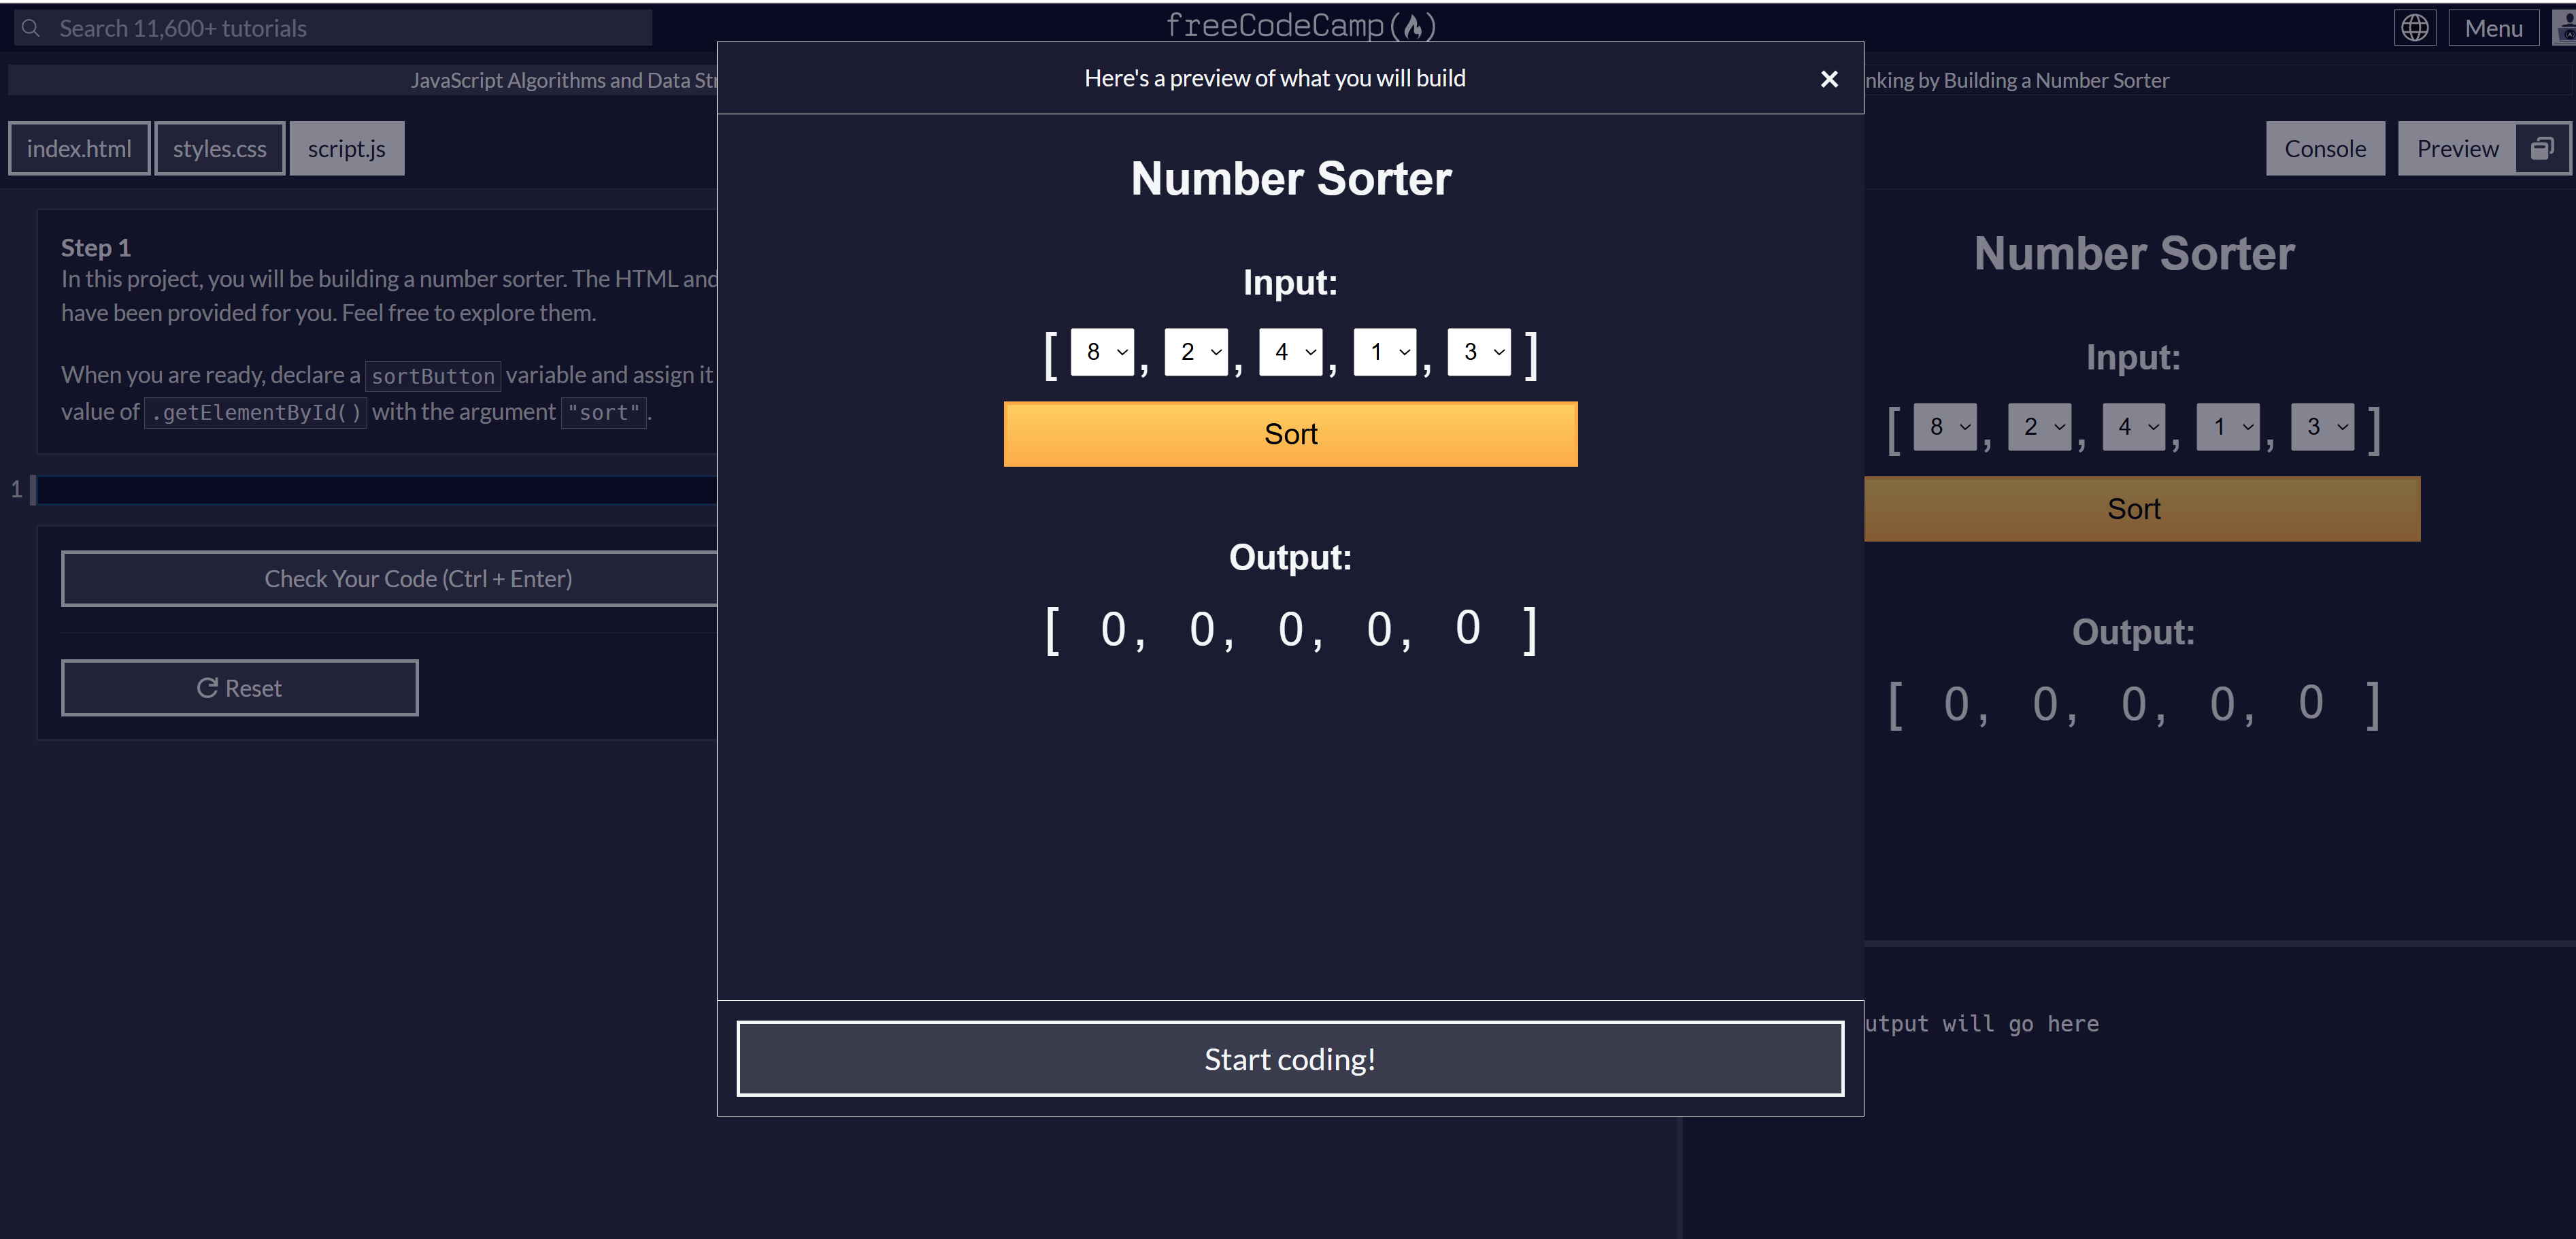 Search 11,600+ tutorials
freeCodeCamp
Menu
JavaScript Algorithms and Data
by Building a Number Sorter
index.html
styles.css
script.js
Console
Preview
Step 1
In this project, you will be building a number sorter. The HTML and
have been provided for you. Feel free to explore them.
When you are ready, declare a sortButton variable and assign it
value of .getElementById() with the argument "sort".
1
Check Your Code (Ctrl + Enter)
Reset
Here's a preview of what you will build
×
Number Sorter
Input:
[ 8, 2, 4, 1, 3 ]
Sort
Output:
[ 0, 0, 0, 0, 0 ]
Start coding!
Number Sorter
Input:
[ 8, 2, 4, 1, 3 ]
Sort
Output:
[ 0, 0, 0, 0, 0 ]
will go here